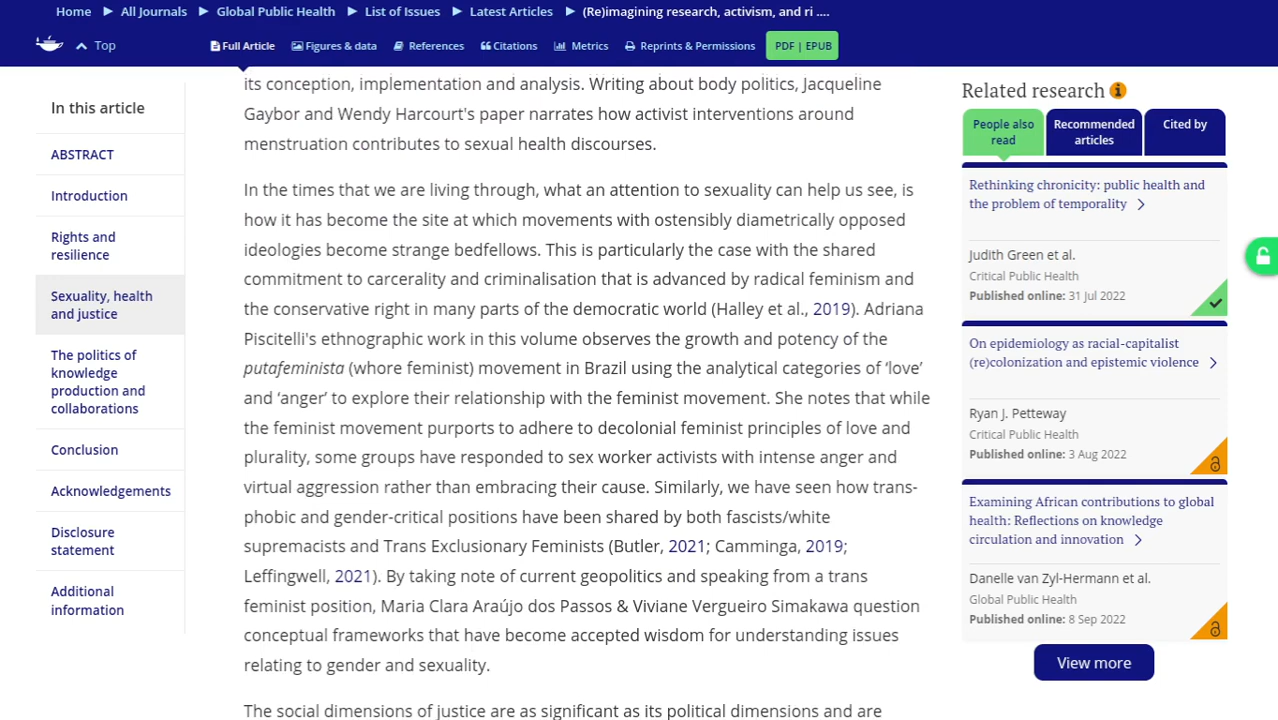 Home ▶ All Journals ▶ Global Public Health ▶ List of Issues ▶ Latest Articles ▶ (Re)imagining research, activism, and ri ....
Top
Full Article Figures & data References Citations Metrics Reprints & Permissions PDF | EPUB
In this article
ABSTRACT
Introduction
Rights and
resilience
Sexuality, health
and justice
The politics of
knowledge
production and
collaborations
Conclusion
Acknowledgements
Disclosure
statement
Additional
information
its conception, implementation and analysis. Writing about body politics, Jacqueline
Gaybor and Wendy Harcourt's paper narrates how activist interventions around
menstruation contributes to sexual health discourses.
In the times that we are living through, what an attention to sexuality can help us see, is
how it has become the site at which movements with ostensibly diametrically opposed
ideologies become strange bedfellows. This is particularly the case with the shared
commitment to carcerality and criminalisation that is advanced by radical feminism and
the conservative right in many parts of the democratic world (Halley et al., 2019). Adriana
Piscitelli's ethnographic work in this volume observes the growth and potency of the
putafeminista (whore feminist) movement in Brazil using the analytical categories of ‘love’
and ‘anger’ to explore their relationship with the feminist movement. She notes that while
the feminist movement purports to adhere to decolonial feminist principles of love and
plurality, some groups have responded to sex worker activists with intense anger and
virtual aggression rather than embracing their cause. Similarly, we have seen how trans-
phobic and gender-critical positions have been shared by both fascists/white
supremacists and Trans Exclusionary Feminists (Butler, 2021; Camminga, 2019;
Leffingwell, 2021). By taking note of current geopolitics and speaking from a trans
feminist position, Maria Clara Araújo dos Passos & Viviane Vergueiro Simakawa question
conceptual frameworks that have become accepted wisdom for understanding issues
relating to gender and sexuality.
The social dimensions of justice are as significant as its political dimensions and are
Related research
People also
read
Recommended
articles
Cited by
Rethinking chronicity: public health and
the problem of temporality
Judith Green et al.
Critical Public Health
Published online: 31 Jul 2022
On epidemiology as racial-capitalist
(re)colonization and epistemic violence
Ryan J. Petteway
Critical Public Health
Published online: 3 Aug 2022
Examining African contributions to global
health: Reflections on knowledge
circulation and innovation
Danelle van Zyl-Hermann et al.
Global Public Health
Published online: 8 Sep 2022
View more